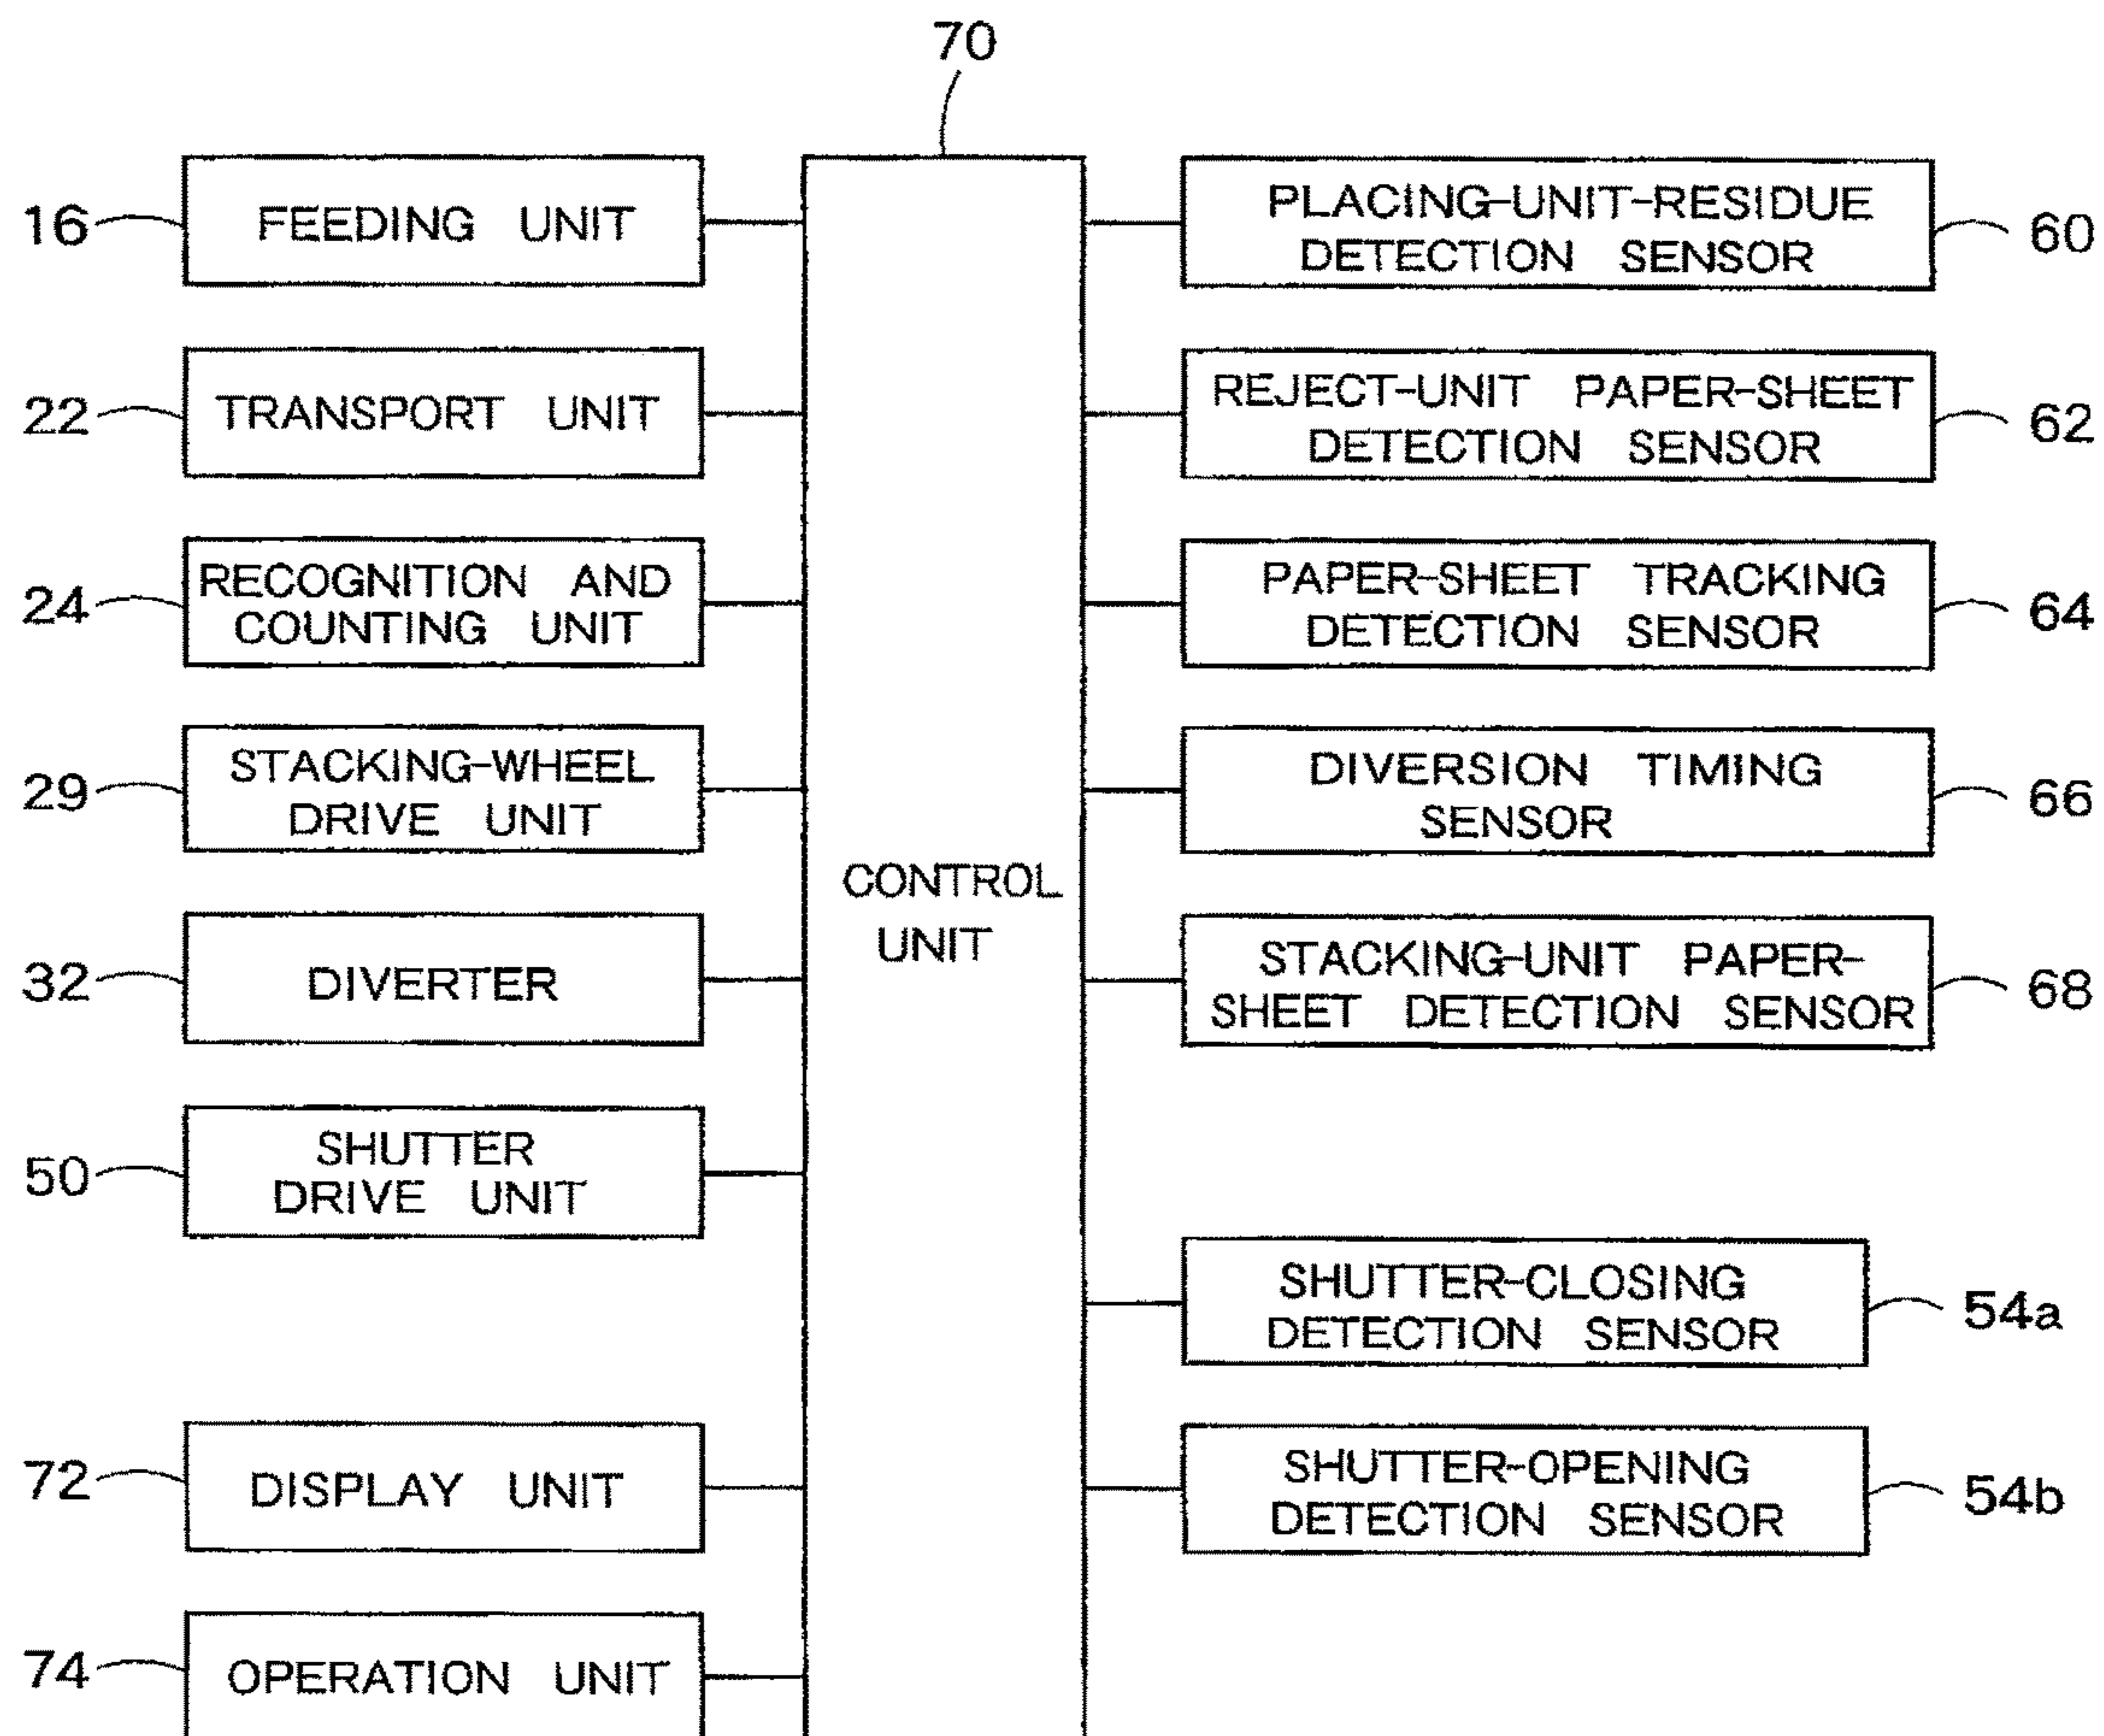 70
16
FEEDING UNIT
22
TRANSPORT UNIT
24
RECOGNITION AND
COUNTING UNIT
29
STACKING-WHEEL
DRIVE UNIT
32
DIVERTER
50
SHUTTER
DRIVE UNIT
72
DISPLAY UNIT
74
OPERATION UNIT
CONTROL
UNIT
PLACING-UNIT-RESIDUE
DETECTION SENSOR
60
REJECT-UNIT PAPER-SHEET
DETECTION SENSOR
62
PAPER-SHEET TRACKING
DETECTION SENSOR
64
DIVERSION TIMING
SENSOR
66
STACKING-UNIT PAPER-
SHEET DETECTION SENSOR
68
SHUTTER-CLOSING
DETECTION SENSOR
54a
SHUTTER-OPENING
DETECTION SENSOR
54b